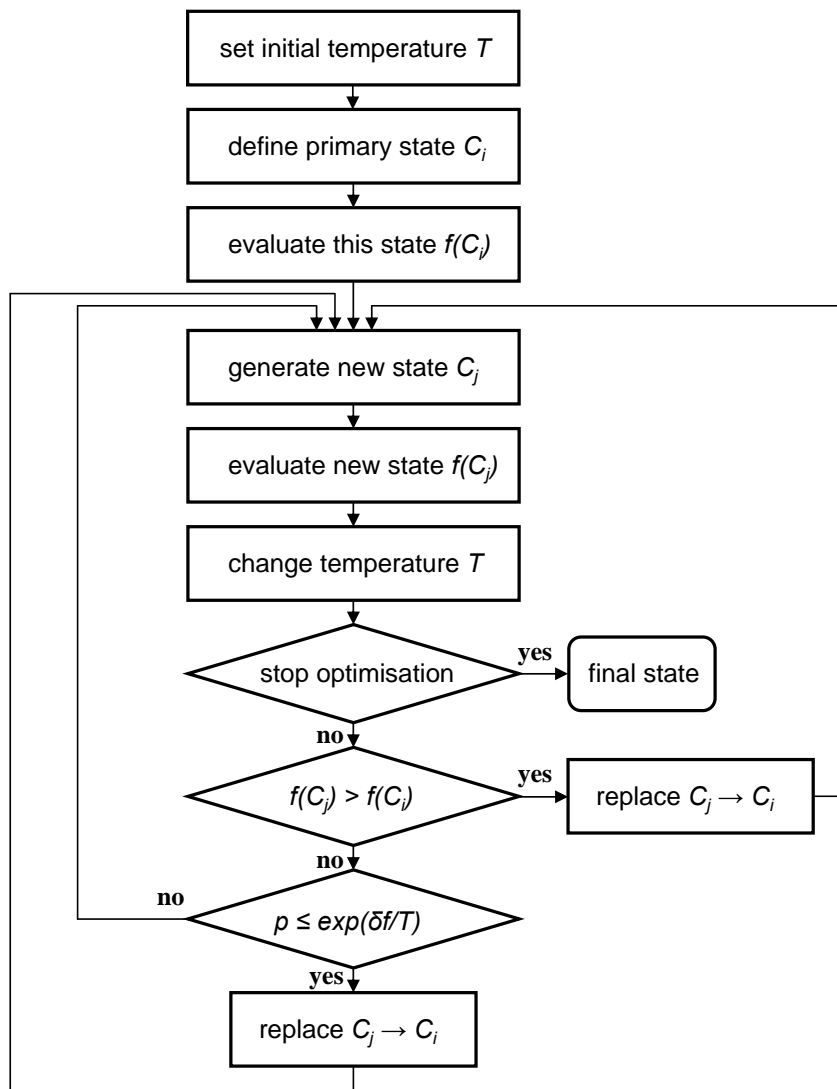 set initial temperature T
define primary state Cᵢ
evaluate this state f(Cᵢ)
generate new state Cⱼ
evaluate new state f(Cⱼ)
change temperature T
stop optimisation
yes
final state
no
f(Cⱼ) > f(Cᵢ)
yes
replace Cⱼ → Cᵢ
no
no
p ≤ exp(δf/T)
yes
replace Cⱼ → Cᵢ